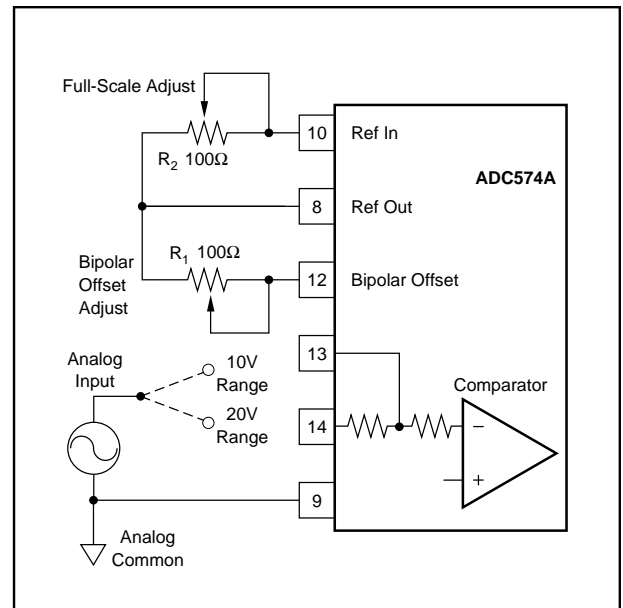 Full-Scale Adjust
R2 100Ω
10
Ref In
ADC574A
8
Ref Out
R1 100Ω
Bipolar
Offset
Adjust
12
Bipolar Offset
13
Analog
Input
10V
Range
20V
Range
Comparator
14
–
+
9
Analog
Common